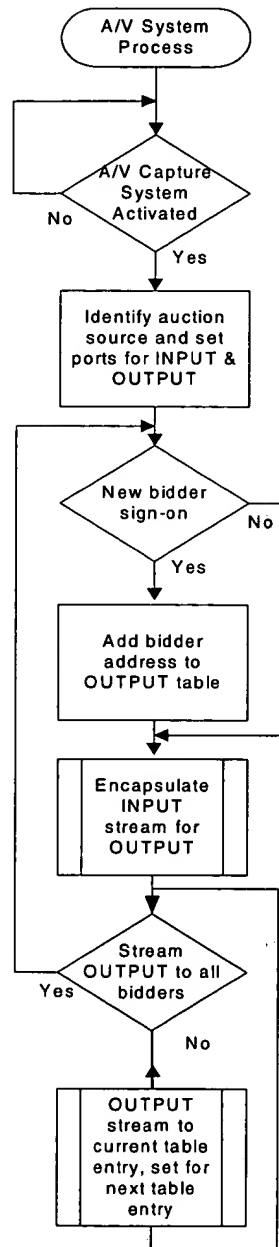 A/V System
Process
A/V Capture
System
Activated
No
Yes
Identify auction
source and set
ports for INPUT &
OUTPUT
New bidder
sign-on
No
Yes
Add bidder
address to
OUTPUT table
Encapsulate
INPUT
stream for
OUTPUT
Stream
OUTPUT to all
bidders
Yes
No
OUTPUT
stream to
current table
entry, set for
next table
entry